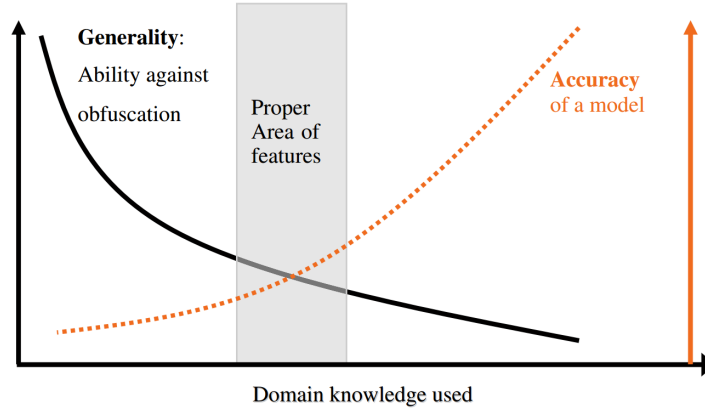 Generality:
Ability against
obfuscation
Proper
Area of
features
Accuracy
of a model
Domain knowledge used